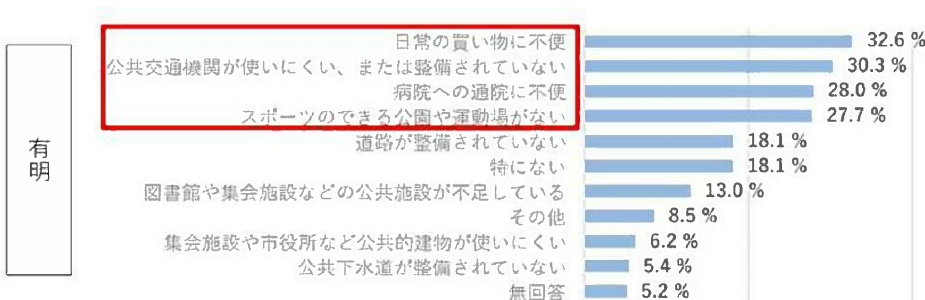 有明
日常の買い物に不便 32.6 %
公共交通機関が使いにくい、または整備されていない 30.3 %
病院への通院に不便 28.0 %
スポーツのできる公園や運動場がない 27.7 %
道路が整備されていない 18.1 %
特にない 18.1 %
図書館や集会施設などの公共施設が不足している 13.0 %
その他 8.5 %
集会施設や市役所など公共的建物が使いにくい 6.2 %
公共下水道が整備されていない 5.4 %
無回答 5.2 %